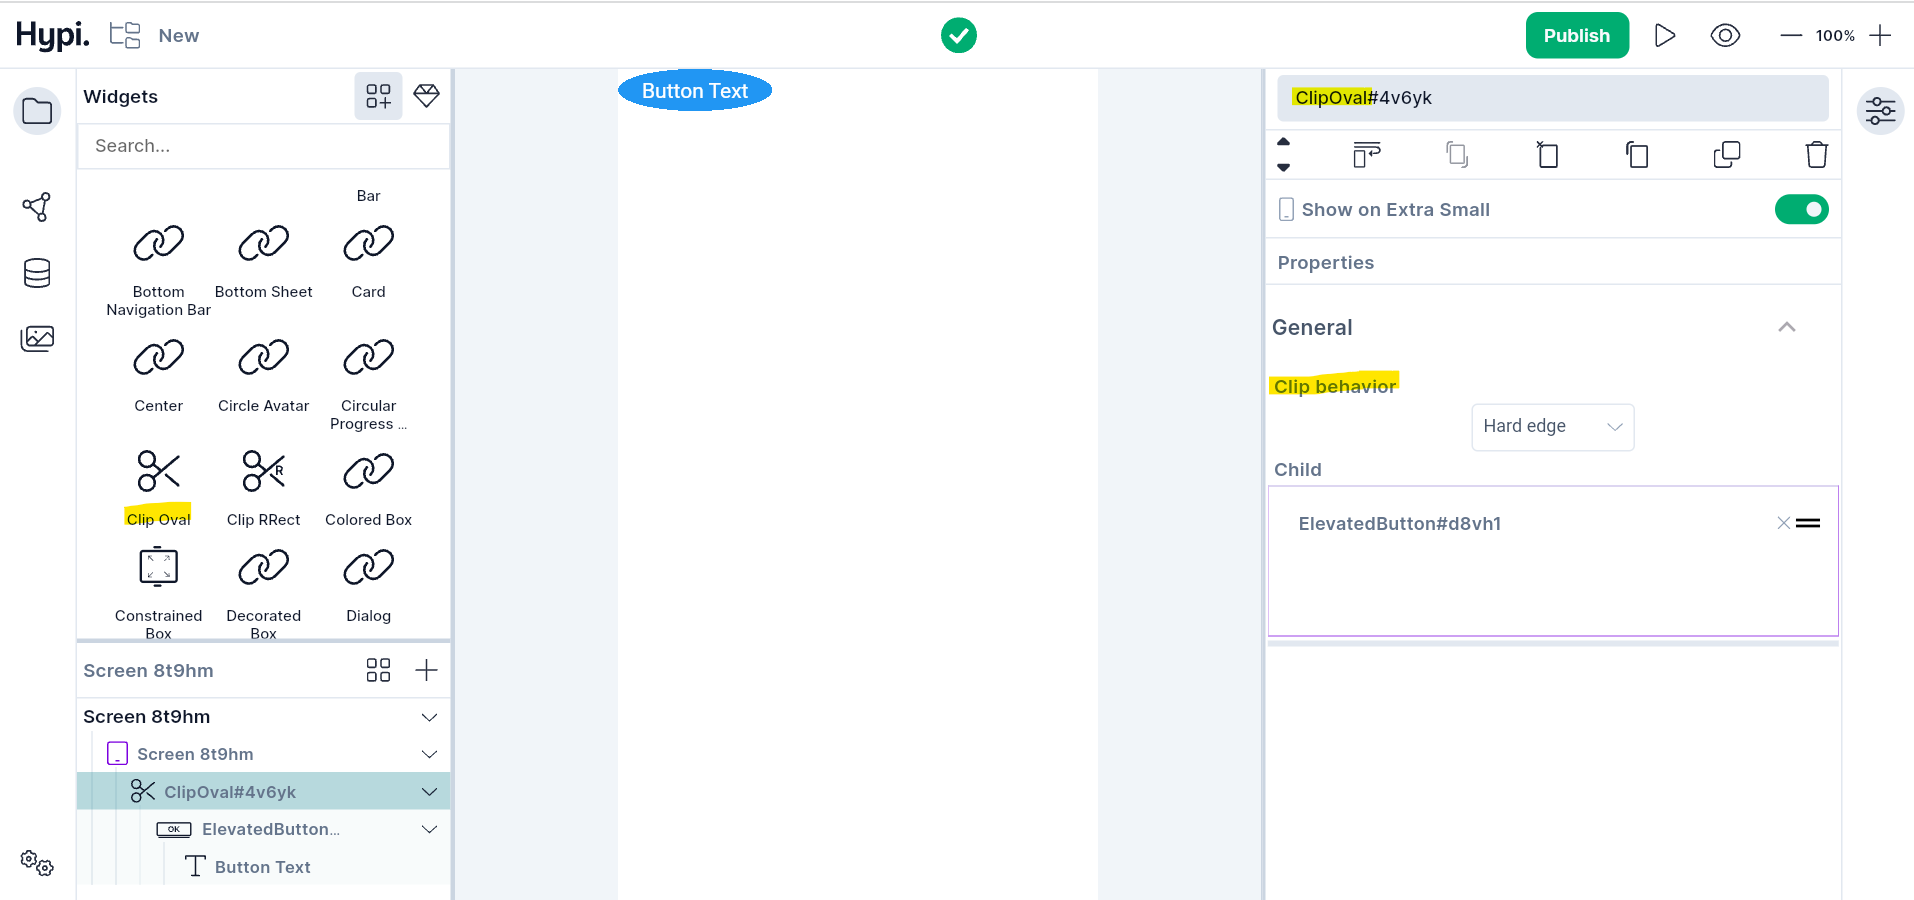 Hypi.
New
Publish
100%
Widgets
Search...
Bar
Bottom Navigation Bar
Bottom Sheet
Card
Center
Circle Avatar
Circular Progress ...
Clip Oval
R
Clip RRect
Colored Box
Constrained Box
Decorated Box
Dialog
Screen 8t9hm
Screen 8t9hm
Screen 8t9hm
ClipOval#4v6yk
OK
ElevatedButton...
Button Text
Button Text
ClipOval#4v6yk
Show on Extra Small
Properties
General
Clip behavior
Hard edge
Child
ElevatedButton#d8vh1